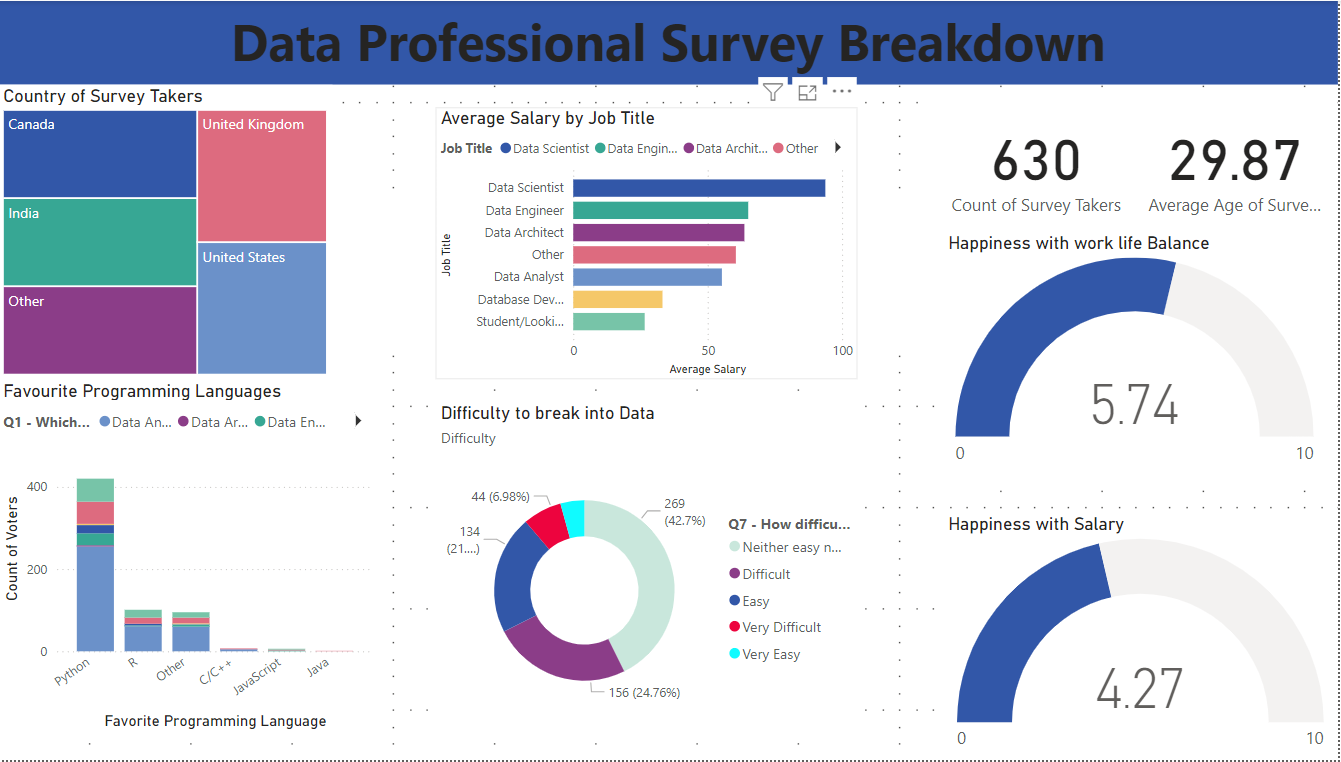 Data Professional Survey Breakdown
Country of Survey Takers
Canada
United Kingdom
India
United States
Other
Average Salary by Job Title
Job Title Data Scientist Data Engin... Data Archit... Other
Job Title
Data Scientist
Data Engineer
Data Architect
Other
Data Analyst
Database Dev...
Student/Looki...
0 50 100
Average Salary
630
Count of Survey Takers
29.87
Average Age of Surve...
Happiness with work life Balance
5.74
0 10
Favourite Programming Languages
Q1 - Which... Data An... Data Ar... Data En...
Count of Voters
400
200
0
Python R Other C/C++ JavaScript Java
Favorite Programming Language
Difficulty to break into Data
Difficulty
44 (6.98%)
269
(42.7%)
134
(21....)
156 (24.76%)
Q7 - How difficu...
Neither easy n...
Difficult
Easy
Very Difficult
Very Easy
Happiness with Salary
4.27
0 10